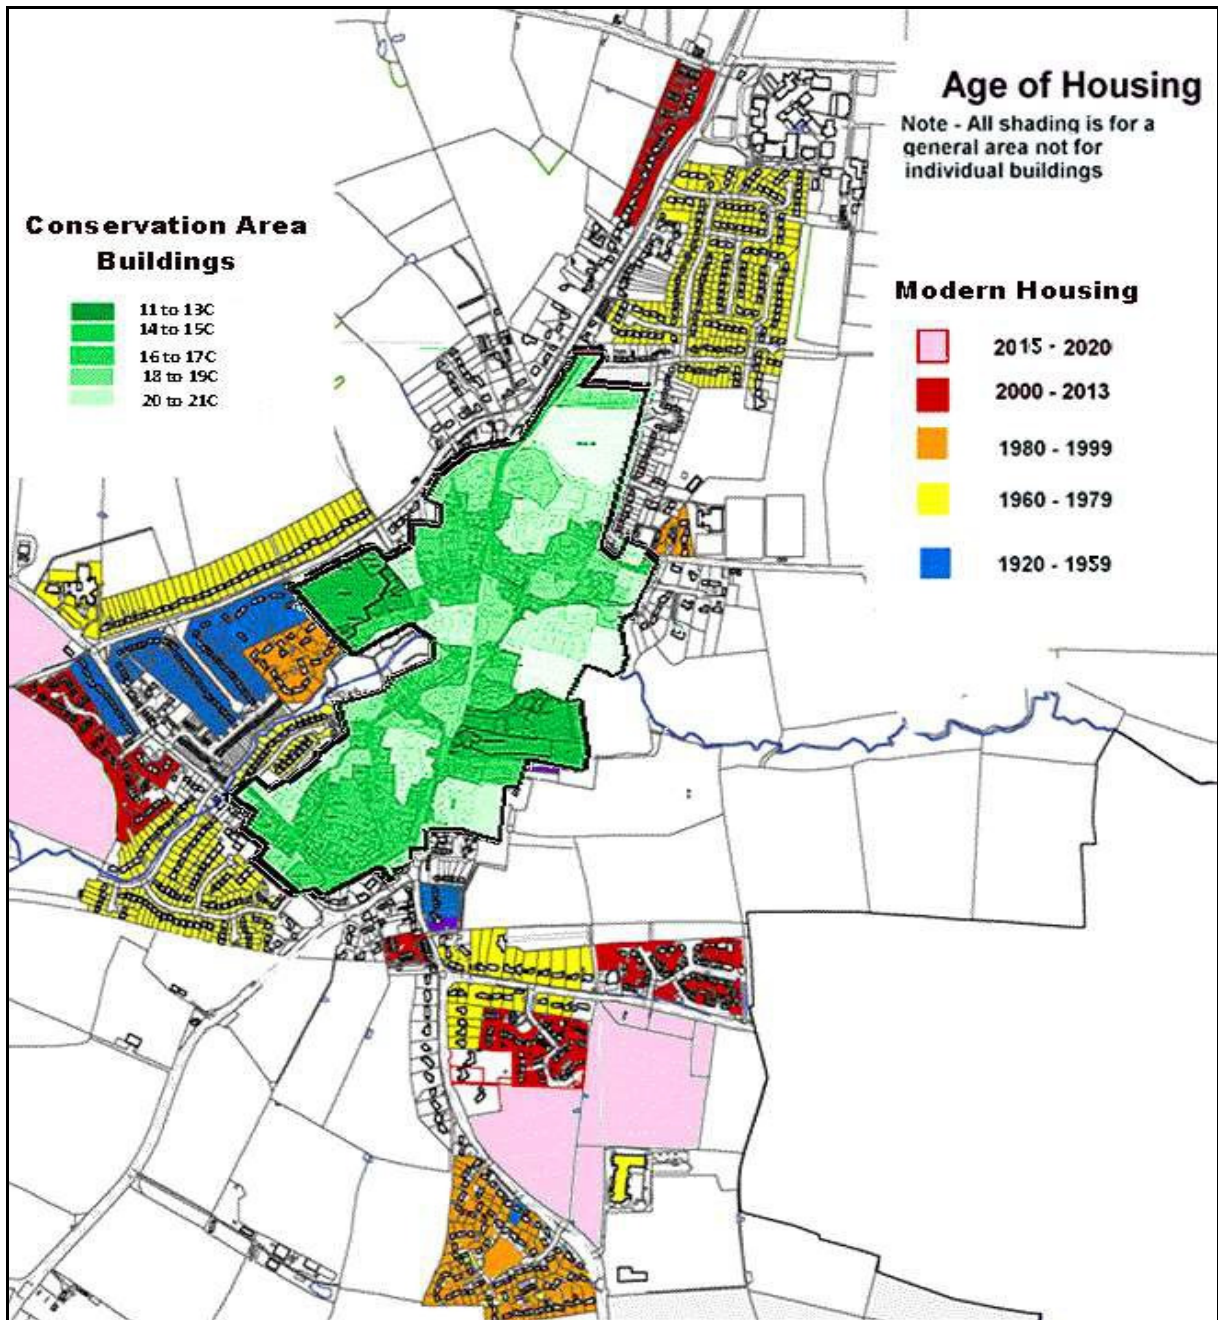 Age of Housing
Note - All shading is for a
general area not for
individual buildings
Conservation Area
Buildings
11 to 13C
14 to 15C
16 to 17C
18 to 19C
20 to 21C
Modern Housing
2015 - 2020
2000 - 2013
1980 - 1999
1960 - 1979
1920 - 1959